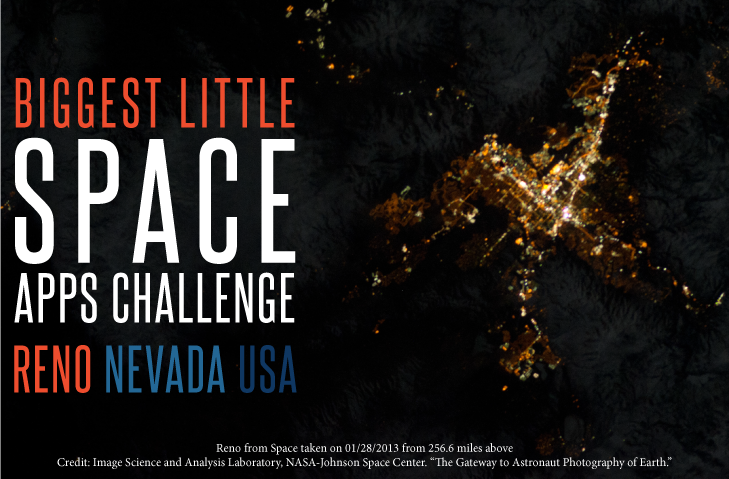 BIGGEST LITTLE
SPACE
APPS CHALLENGE
RENO NEVADA USA
Reno from Space taken on 01/28/2013 from 256.6 miles above
Credit: Image Science and Analysis Laboratory, NASA-Johnson Space Center. “The Gateway to Astronaut Photography of Earth.”